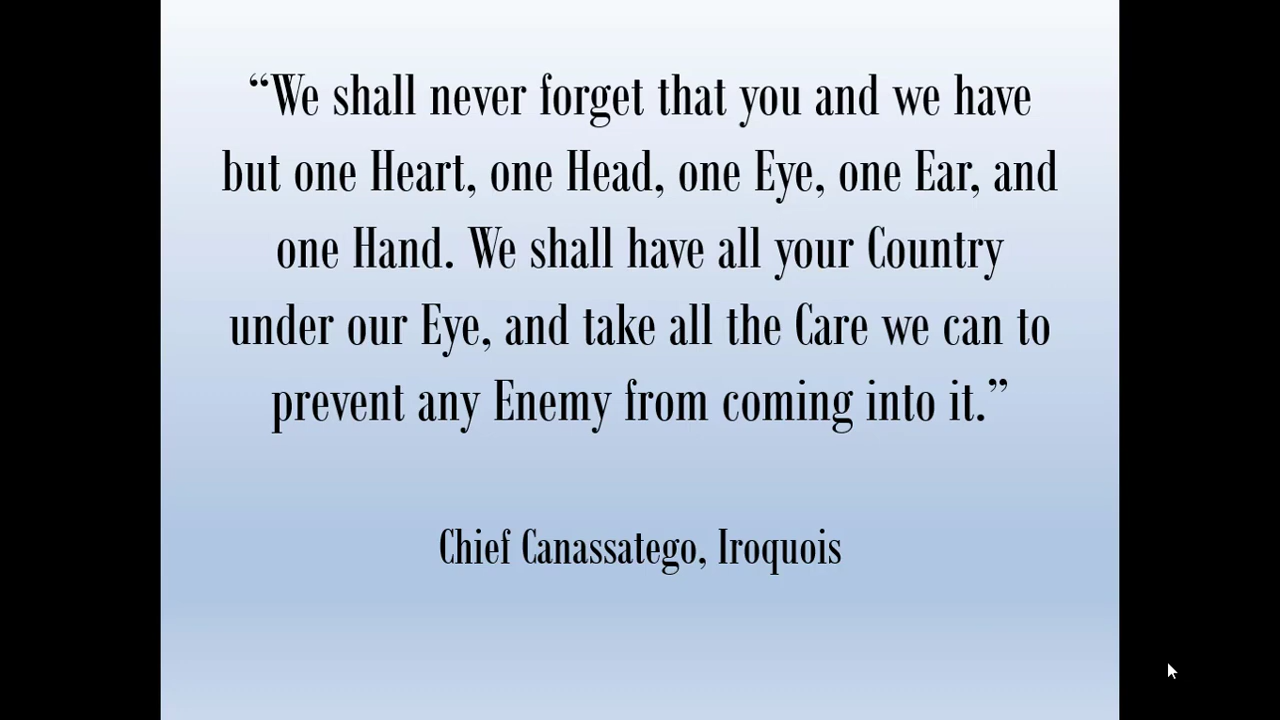 “We shall never forget that you and we have
but one Heart, one Head, one Eye, one Ear, and
one Hand. We shall have all your Country
under our Eye, and take all the Care we can to
prevent any Enemy from coming into it.”
Chief Canassatego, Iroquois